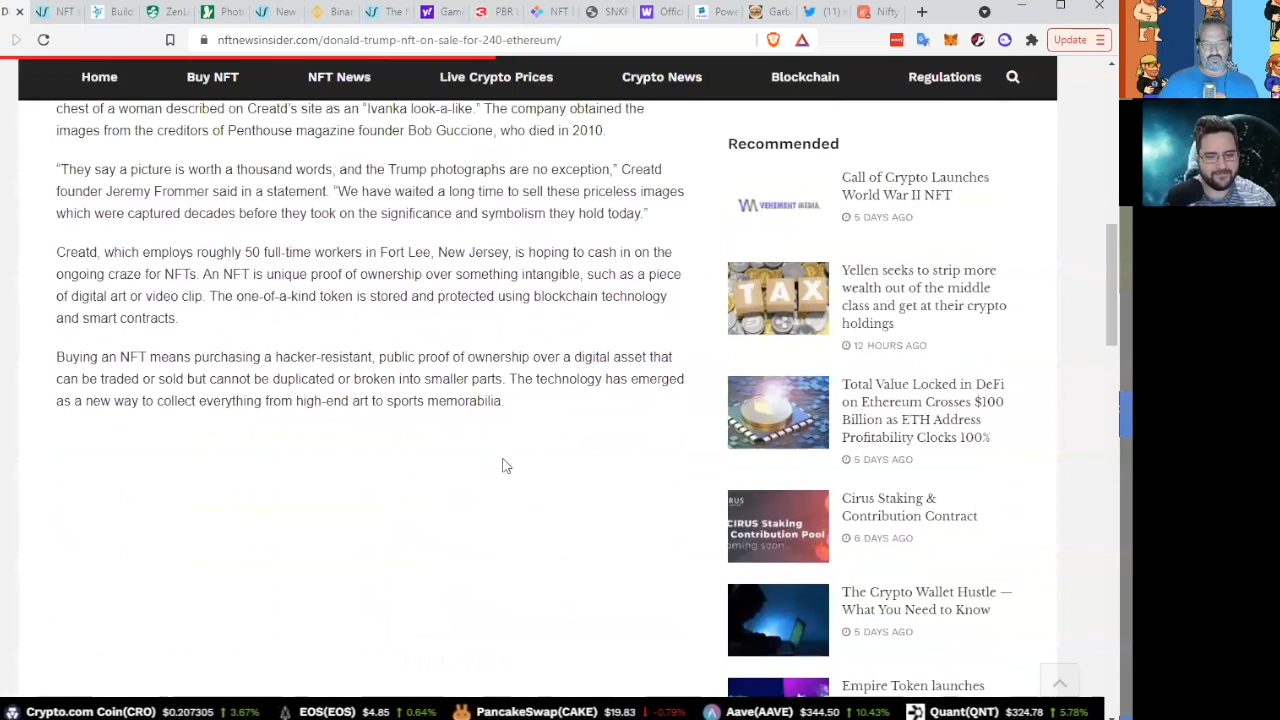 D
NFT
Build
ZenL
Phot
New
Binar
The f
Gam
PBR
NFT
SNKI
Offici
Pow
Garb
(12) n
Nifty
nftnewsinsider.com/donald-trump-nft-on-sale-for-240-ethereum/
Update
Home
Buy NFT
NFT News
Live Crypto Prices
Crypto News
Blockchain
Regulations
chest of a woman described on Creatd's site as an “Ivanka look-a-like.” The company obtained the
images from the creditors of Penthouse magazine founder Bob Guccione, who died in 2010.
“They say a picture is worth a thousand words, and the Trump photographs are no exception,” Creatd
founder Jeremy Frommer said in a statement. “We have waited a long time to sell these priceless images
which were captured decades before they took on the significance and symbolism they hold today.”
Creatd, which employs roughly 50 full-time workers in Fort Lee, New Jersey, is hoping to cash in on the
ongoing craze for NFTs. An NFT is unique proof of ownership over something intangible, such as a piece
of digital art or video clip. The one-of-a-kind token is stored and protected using blockchain technology
and smart contracts.
Buying an NFT means purchasing a hacker-resistant, public proof of ownership over a digital asset that
can be traded or sold but cannot be duplicated or broken into smaller parts. The technology has emerged
as a new way to collect everything from high-end art to sports memorabilia.
Recommended
VEHEMENT MEDIA.
Call of Crypto Launches
World War II NFT
5 DAYS AGO
TAX
Yellen seeks to strip more
wealth out of the middle
class and get at their crypto
holdings
12 HOURS AGO
Total Value Locked in DeFi
on Ethereum Crosses $100
Billion as ETH Address
Profitability Clocks 100%
5 DAYS AGO
CIRUS Staking
Contribution Pool
coming soon...
Cirus Staking &
Contribution Contract
6 DAYS AGO
The Crypto Wallet Hustle —
What You Need to Know
5 DAYS AGO
Empire Token launches
Crypto.com Coin(CRO) $0.207305 ↑ 3.67%
EOS(EOS) $4.85 ↑ 0.64%
PancakeSwap(CAKE) $19.83 ↓ -0.79%
Aave(AAVE) $344.50 ↑ 10.43%
Quant(QNT) $324.78 ↑ 5.78%